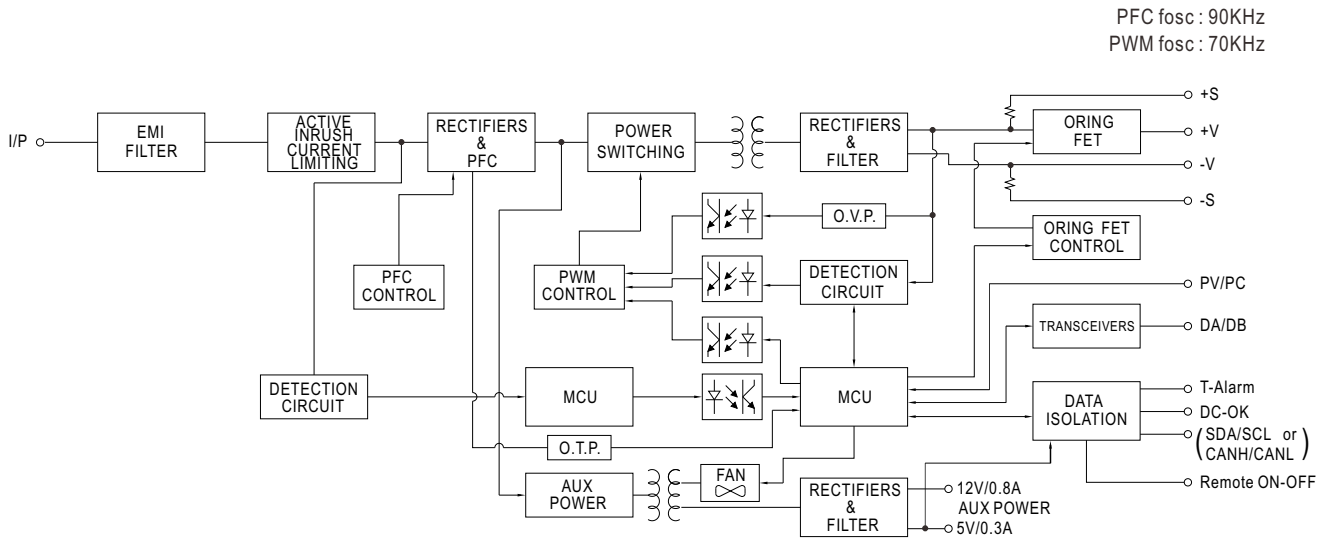 PFC fosc : 90KHz
PWM fosc : 70KHz
I/P
EMI
FILTER
ACTIVE
INRUSH
CURRENT
LIMITING
RECTIFIERS
&
PFC
POWER
SWITCHING
RECTIFIERS
&
FILTER
ORING
FET
+S
+V
-V
-S
O.V.P.
ORING FET
CONTROL
PFC
CONTROL
PWM
CONTROL
DETECTION
CIRCUIT
PV/PC
TRANSCEIVERS
DA/DB
DETECTION
CIRCUIT
MCU
MCU
DATA
ISOLATION
T-Alarm
DC-OK
(SDA/SCL or
CANH/CANL)
Remote ON-OFF
O.T.P.
AUX
POWER
FAN
RECTIFIERS
&
FILTER
12V/0.8A
AUX POWER
5V/0.3A